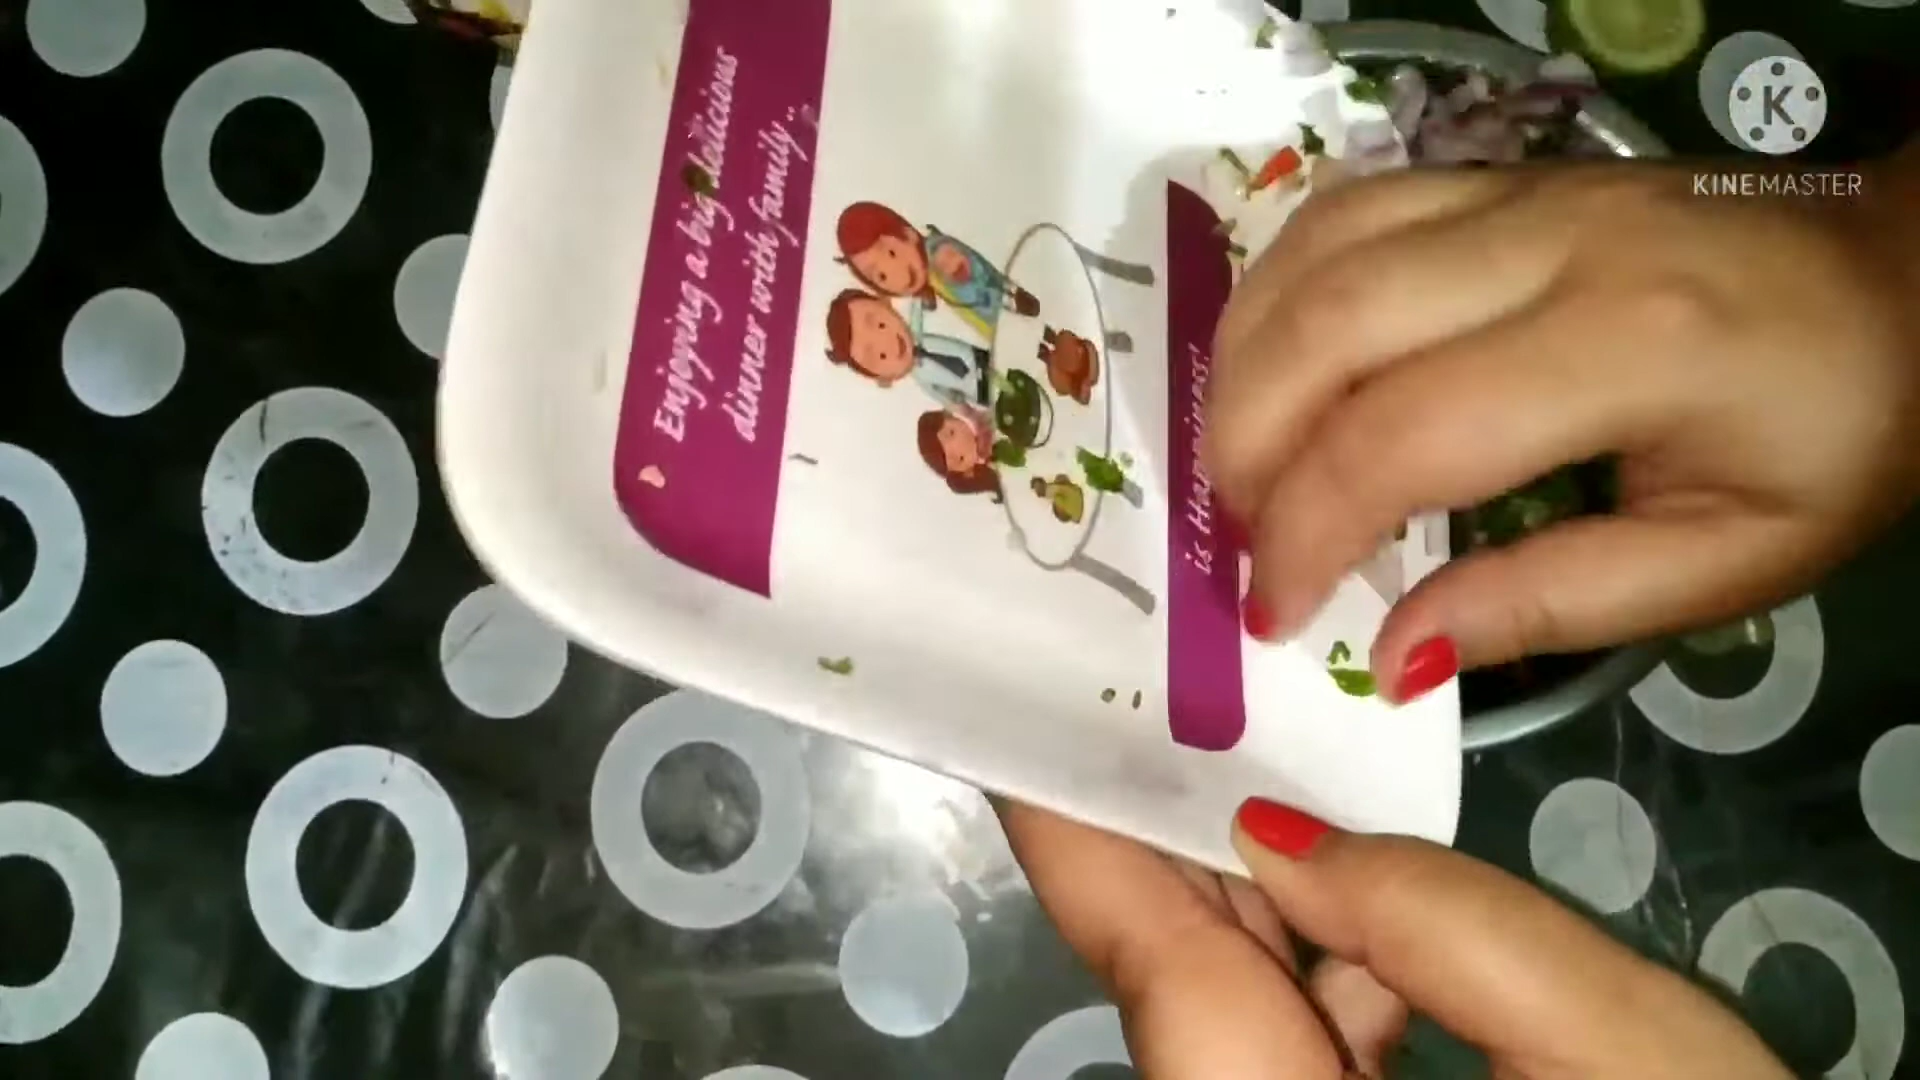 Enjoying a big delicious
dinner with family..
is Happiness!
K
KINEMASTER